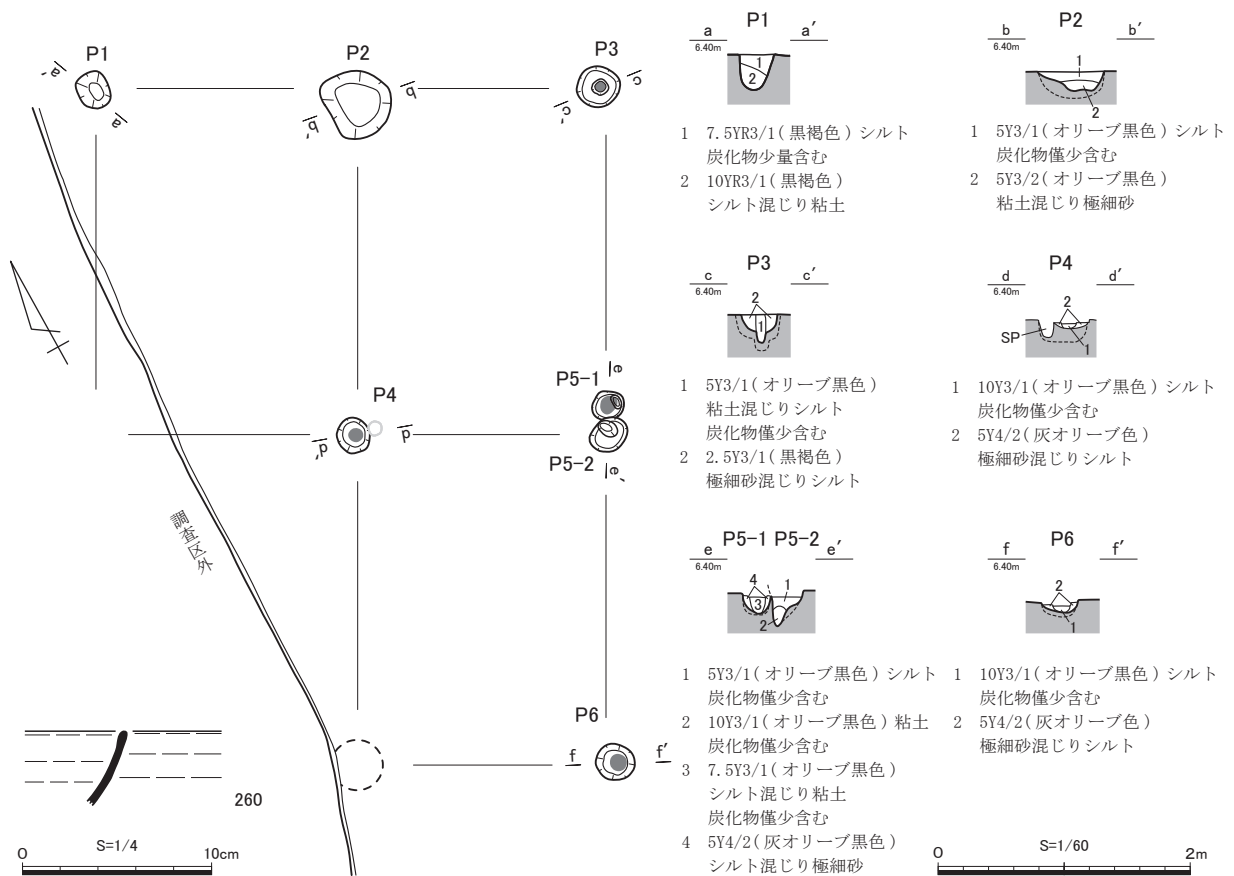 P1
a′
a
P2
b
b′
P3
c
c′
P4
d
d′
e
P5-1
P5-2
e′
P6
f
f′
調査区外
260
S=1/4
0
10cm
P1
a
a′
6.40m
1
2
1 7.5YR3/1(黒褐色)シルト
炭化物少量含む
2 10YR3/1(黒褐色)
シルト混じり粘土
P2
b
b′
6.40m
1
2
1 5Y3/1(オリーブ黒色)シルト
炭化物僅少含む
2 5Y3/2(オリーブ黒色)
粘土混じり極細砂
P3
c
c′
6.40m
2
1
1 5Y3/1(オリーブ黒色)
粘土混じりシルト
炭化物僅少含む
2 2.5Y3/1(黒褐色)
極細砂混じりシルト
P4
d
d′
6.40m
2
SP
1
1 10Y3/1(オリーブ黒色)シルト
炭化物僅少含む
2 5Y4/2(灰オリーブ色)
極細砂混じりシルト
P5-1 P5-2
e
e′
6.40m
4
1
3
2
1 5Y3/1(オリーブ黒色)シルト
炭化物僅少含む
2 10Y3/1(オリーブ黒色)粘土
炭化物僅少含む
3 7.5Y3/1(オリーブ黒色)
シルト混じり粘土
炭化物僅少含む
4 5Y4/2(灰オリーブ黒色)
シルト混じり極細砂
P6
f
f′
6.40m
2
1
1 10Y3/1(オリーブ黒色)シルト
炭化物僅少含む
2 5Y4/2(灰オリーブ色)
極細砂混じりシルト
S=1/60
0
2m